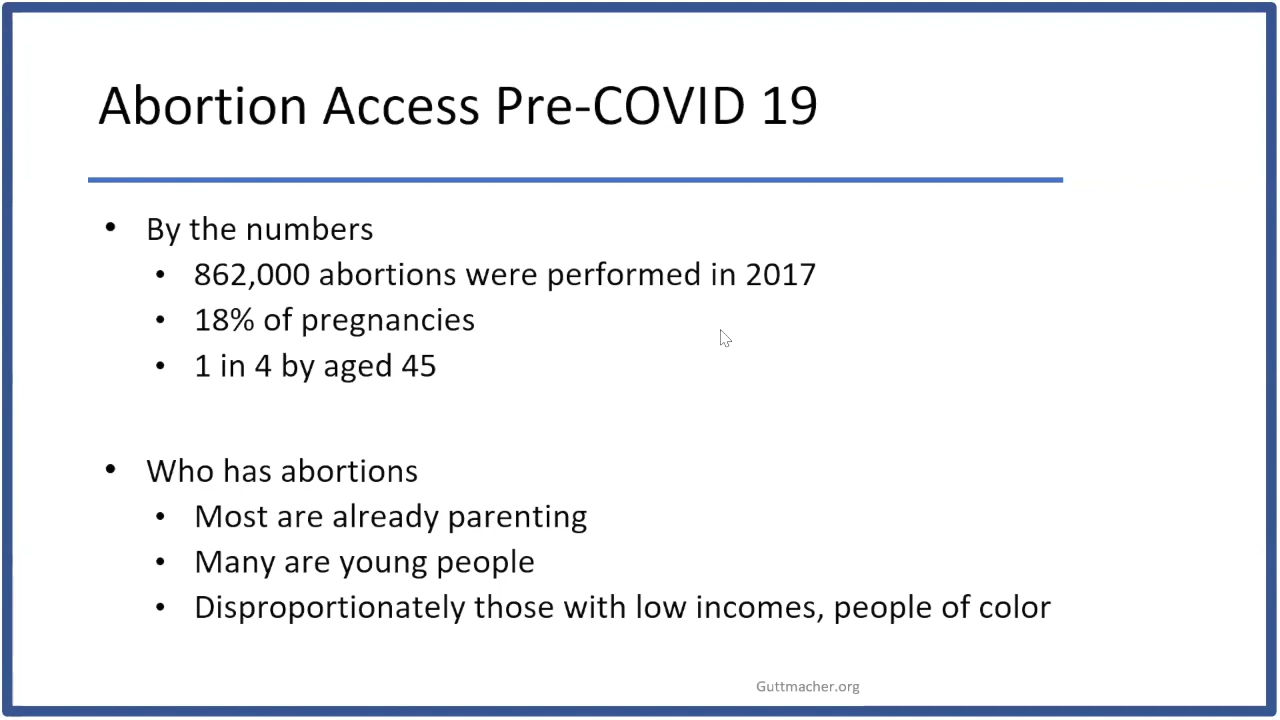 Abortion Access Pre-COVID 19
• By the numbers
• 862,000 abortions were performed in 2017
• 18% of pregnancies
• 1 in 4 by aged 45
• Who has abortions
• Most are already parenting
• Many are young people
• Disproportionately those with low incomes, people of color
Guttmacher.org